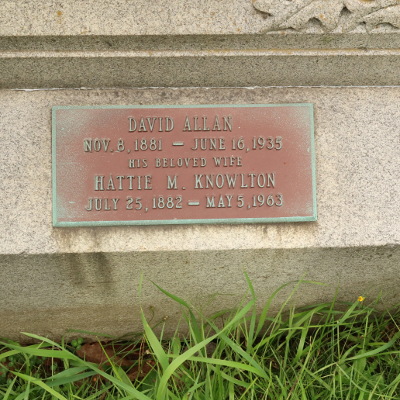 DAVID ALLAN
NOV. 8, 1881 — JUNE 16, 1935
HIS BELOVED WIFE
HATTIE M. KNOWLTON
JULY 25, 1882 — MAY 5, 1963